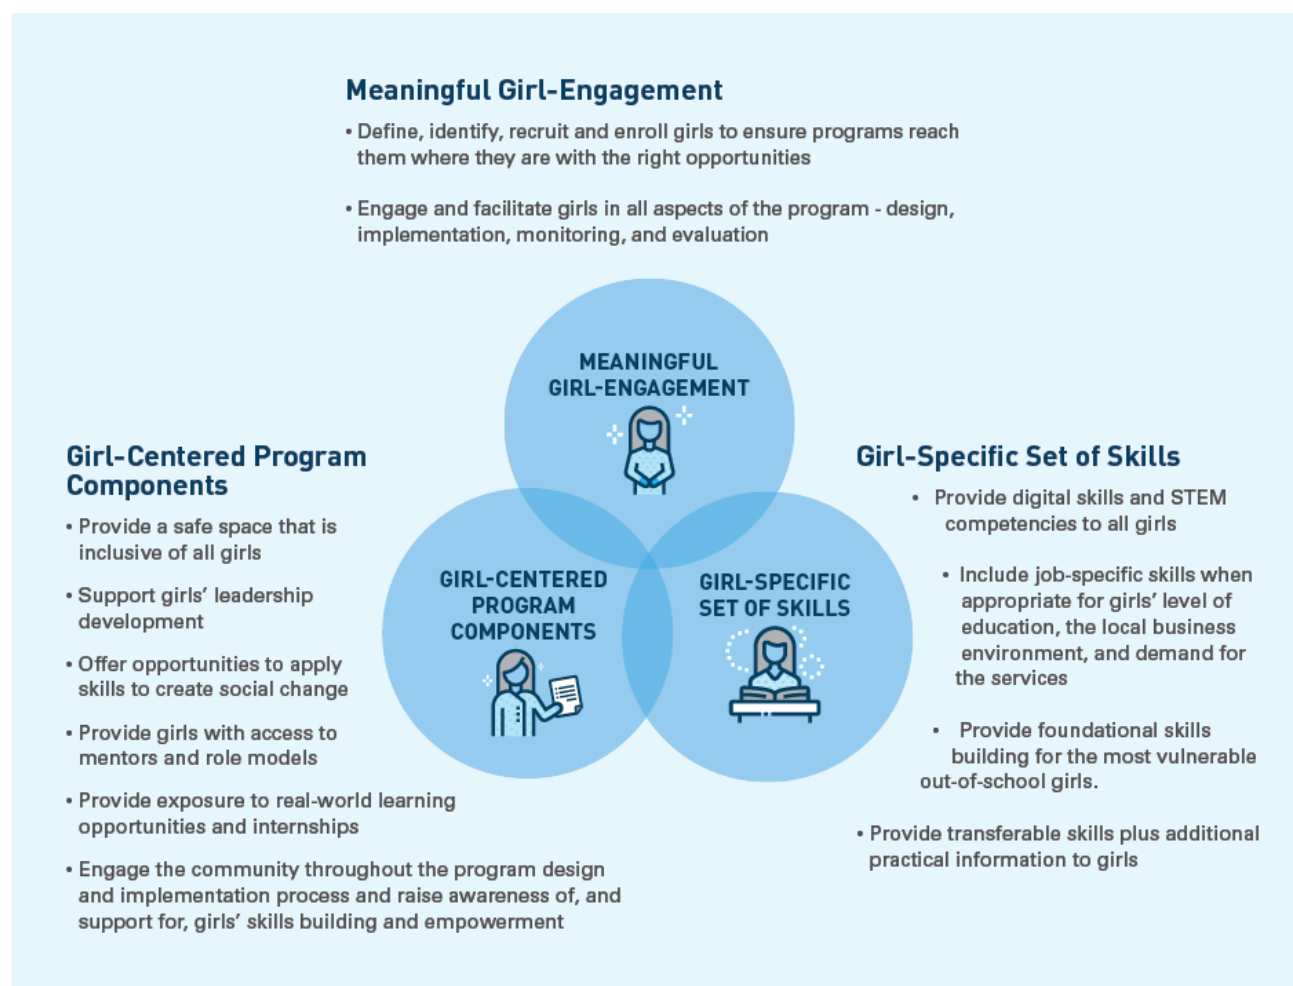 Meaningful Girl-Engagement
• Define, identify, recruit and enroll girls to ensure programs reach
them where they are with the right opportunities
• Engage and facilitate girls in all aspects of the program - design,
implementation, monitoring, and evaluation
MEANINGFUL
GIRL-ENGAGEMENT
Girl-Centered Program
Components
• Provide a safe space that is
inclusive of all girls
• Support girls’ leadership
development
• Offer opportunities to apply
skills to create social change
• Provide girls with access to
mentors and role models
• Provide exposure to real-world learning
opportunities and internships
• Engage the community throughout the program design
and implementation process and raise awareness of, and
support for, girls’ skills building and empowerment
GIRL-CENTERED
PROGRAM
COMPONENTS
GIRL-SPECIFIC
SET OF SKILLS
Girl-Specific Set of Skills
• Provide digital skills and STEM
competencies to all girls
• Include job-specific skills when
appropriate for girls’ level of
education, the local business
environment, and demand for
the services
• Provide foundational skills
building for the most vulnerable
out-of-school girls.
• Provide transferable skills plus additional
practical information to girls